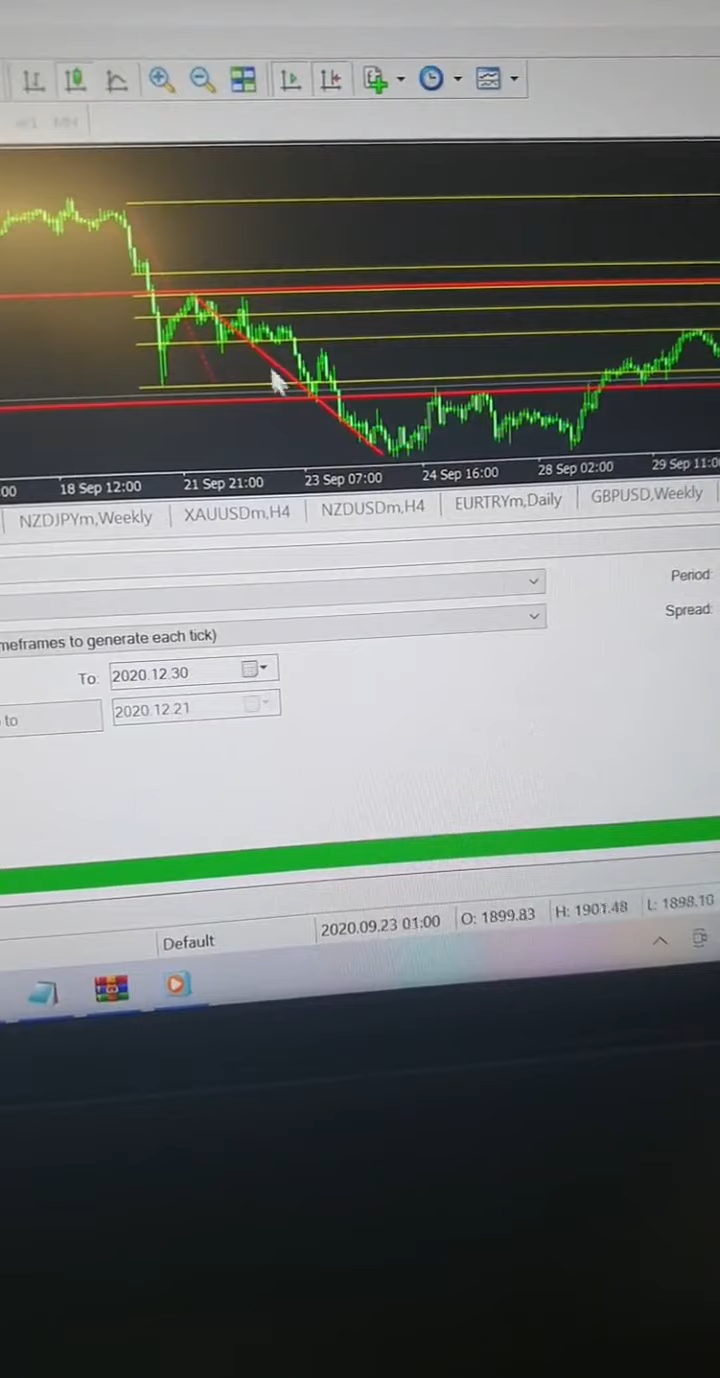 00 18 Sep 12:00 21 Sep 21:00 23 Sep 07:00 24 Sep 16:00 28 Sep 02:00 29 Sep 11:0
NZDJPYm,Weekly XAUUSDm,H4 NZDUSDm,H4 EURTRYm,Daily GBPUSD,Weekly
Period
meframes to generate each tick) Spread
To: 2020.12.30
to 2020.12.21
Default 2020.09.23 01:00 O: 1899.83 H: 1901.48 L: 1898.10